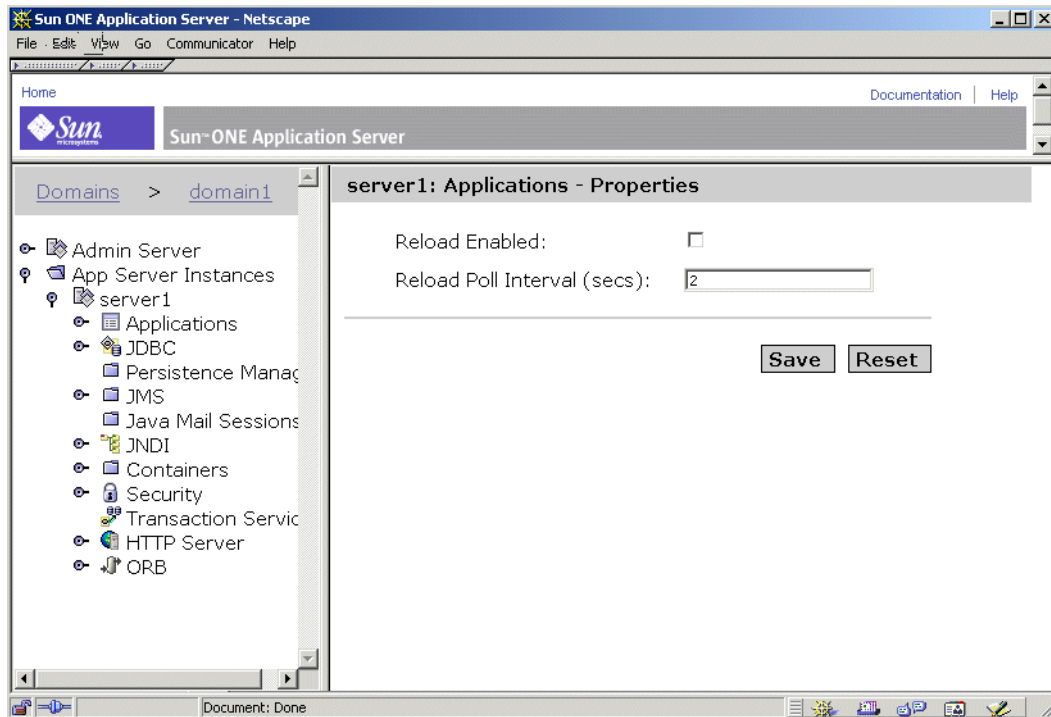 Sun ONE Application Server - Netscape
File Edit View Go Communicator Help
Home
Documentation | Help
Sun microsystems
Sun™ ONE Application Server
Domains > domain1
Admin Server
App Server Instances
server1
Applications
JDBC
Persistence Manag
JMS
Java Mail Sessions
JNDI
Containers
Security
Transaction Servic
HTTP Server
ORB
server1: Applications - Properties
Reload Enabled:
Reload Poll Interval (secs): 2
Save Reset
Document: Done